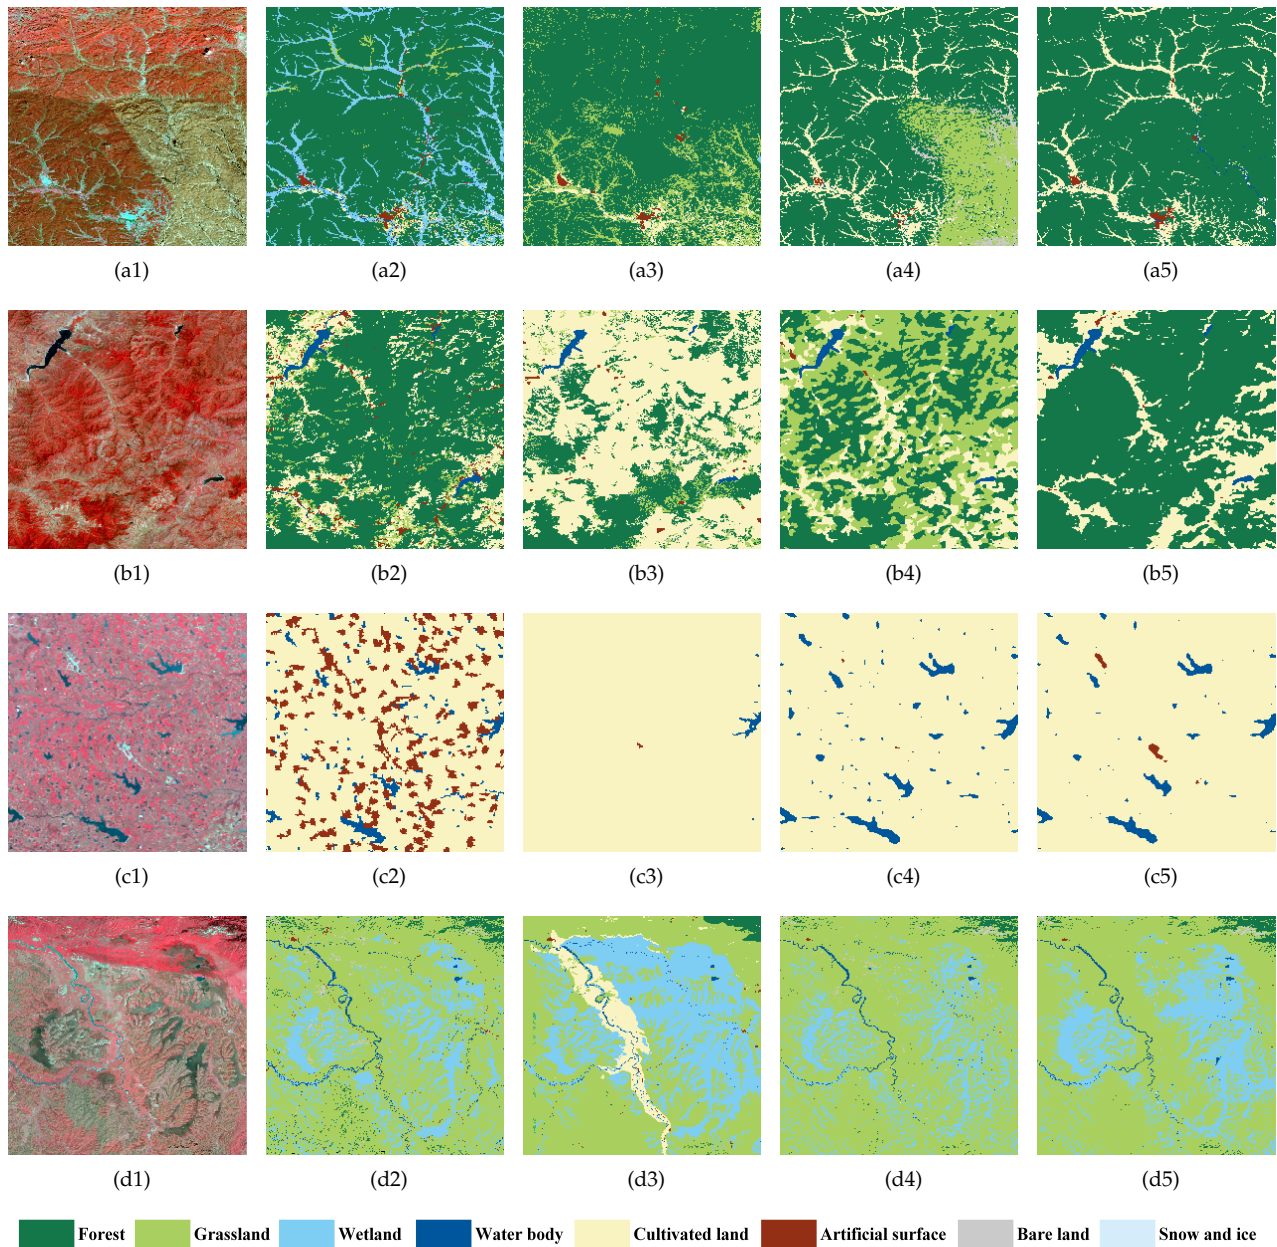 (a1) (a2) (a3) (a4) (a5)
(b1) (b2) (b3) (b4) (b5)
(c1) (c2) (c3) (c4) (c5)
(d1) (d2) (d3) (d4) (d5)
Forest Grassland Wetland Water body Cultivated land Artificial surface Bare land Snow and ice